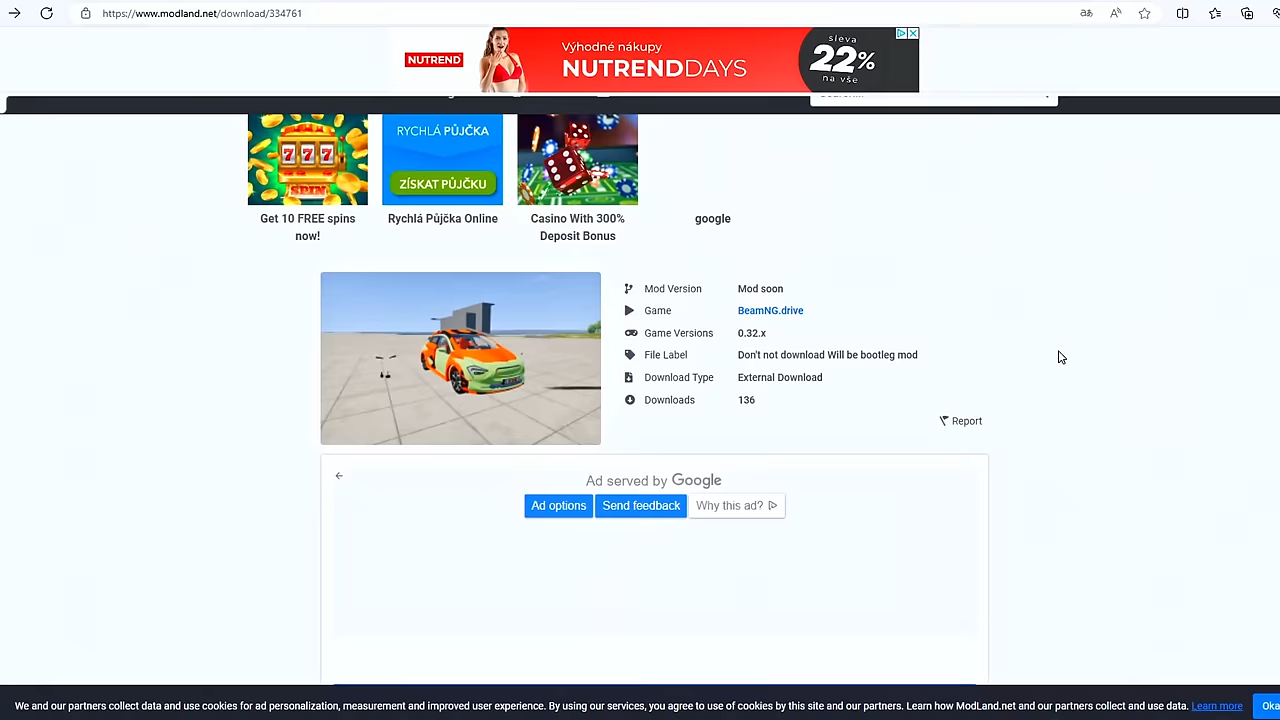 https://www.modland.net/download/334761
NUTREND
Výhodné nákupy
NUTREND DAYS
sleva
22%
na vše
777
SPIN
RYCHLÁ PŮJČKA
ZÍSKAT PŮJČKU
Get 10 FREE spins
now!
Rychlá Půjčka Online
Casino With 300%
Deposit Bonus
google
Mod Version Mod soon
Game BeamNG.drive
Game Versions 0.32.x
File Label Don't not download Will be bootleg mod
Download Type External Download
Downloads 136
Report
Ad served by Google
Ad options Send feedback Why this ad?
We and our partners collect data and use cookies for ad personalization, measurement and improved user experience. By using our services, you agree to use of cookies by this site and our partners. Learn how ModLand.net and our partners collect and use data. Learn more Oka